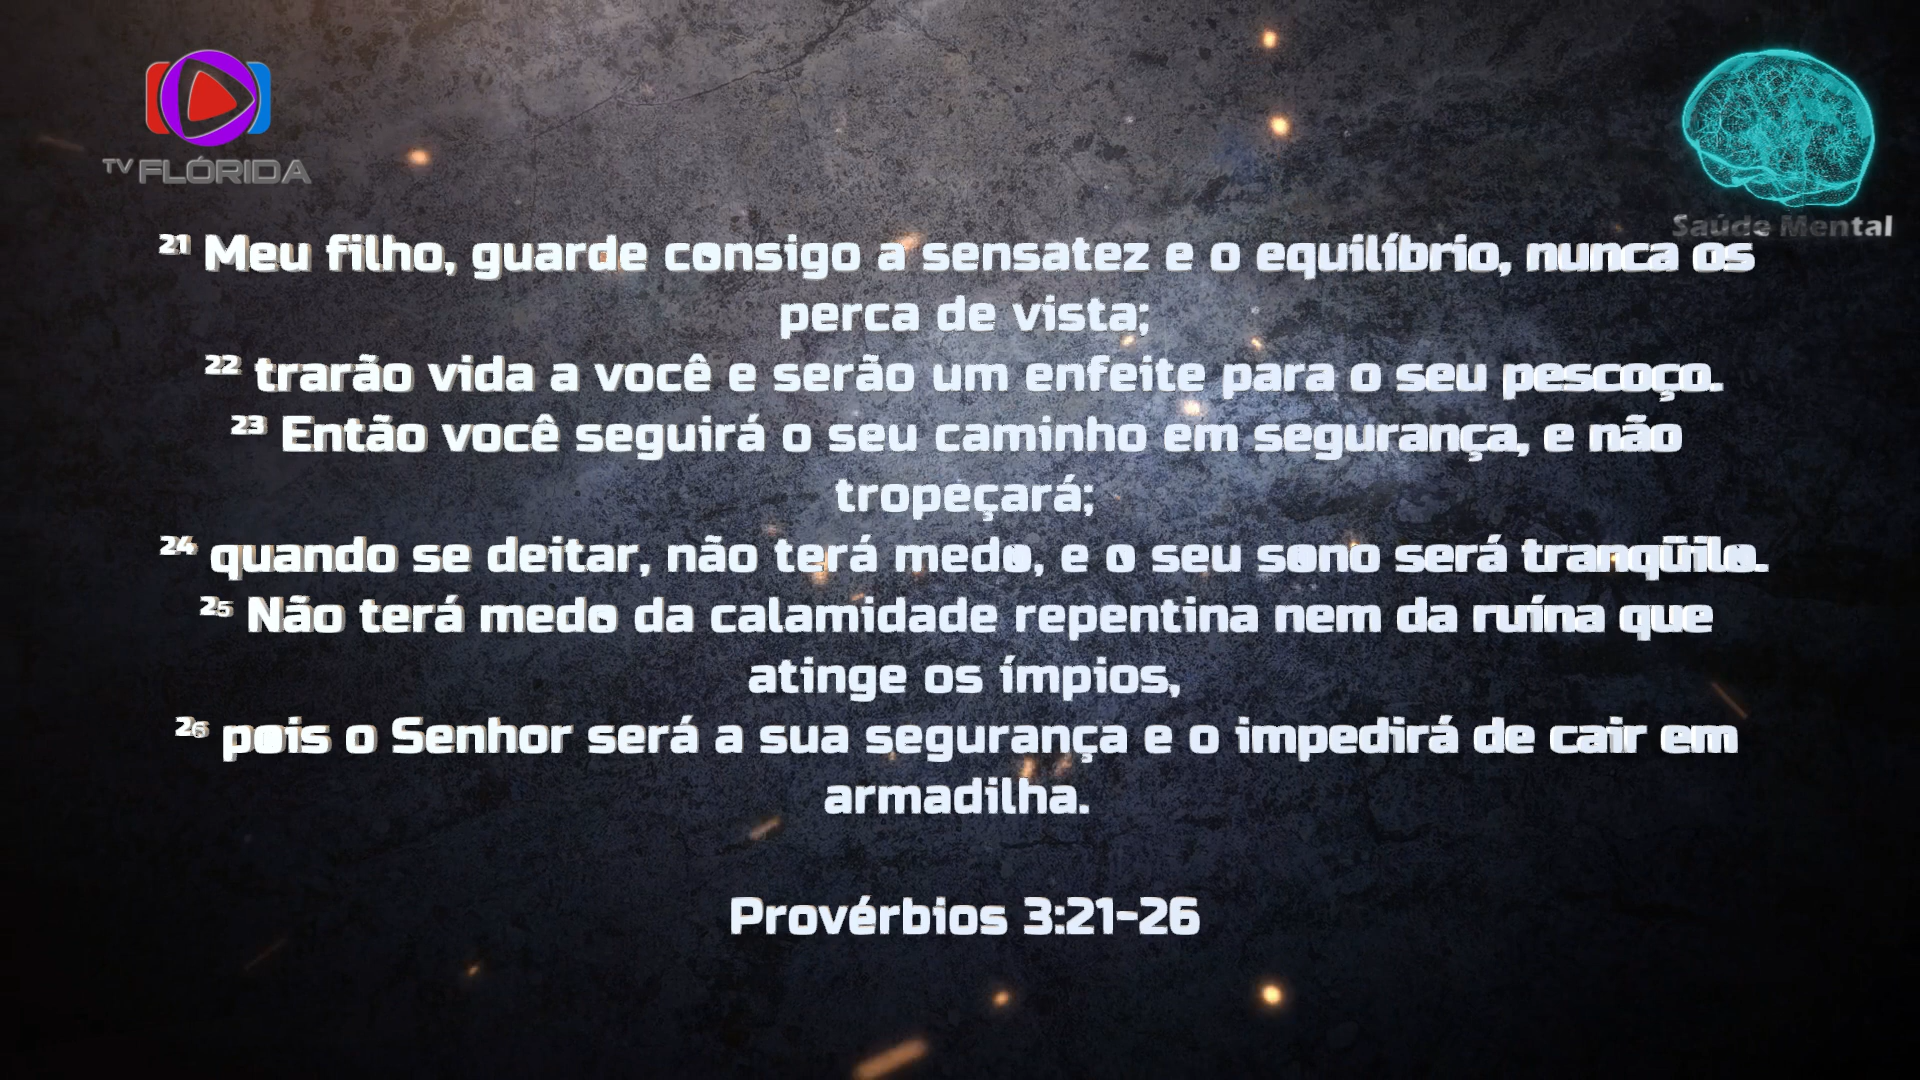 TV FLÓRIDA
Saúde Mental
²¹ Meu filho, guarde consigo a sensatez e o equilíbrio, nunca os
perca de vista;
²² trarão vida a você e serão um enfeite para o seu pescoço.
²³ Então você seguirá o seu caminho em segurança, e não
tropeçará;
²⁴ quando se deitar, não terá medo, e o seu sono será tranqüilo.
²⁵ Não terá medo da calamidade repentina nem da ruína que
atinge os ímpios,
²⁶ pois o Senhor será a sua segurança e o impedirá de cair em
armadilha.
Provérbios 3:21-26